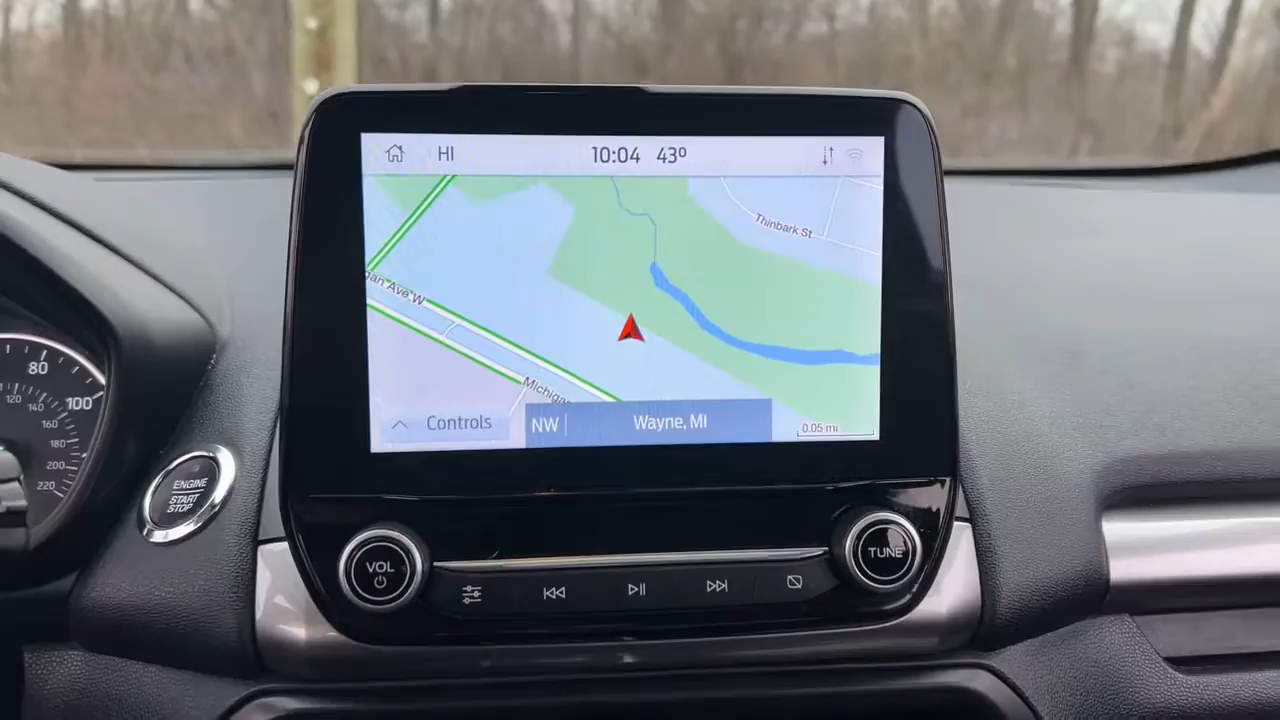 HI 10:04 43º
Thinbark St
gan Ave W
Michigan
Controls NW Wayne, MI 0.05 mi
80
100
120
140
160
180
200
220
ENGINE
START
STOP
VOL
TUNE